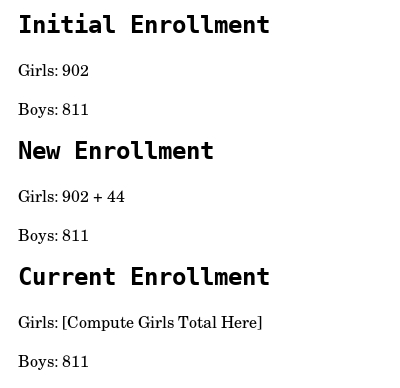 Initial Enrollment
Girls: 902
Boys: 811
New Enrollment
Girls: 902 + 44
Boys: 811
Current Enrollment
Girls: [Compute Girls Total Here]
Boys: 811